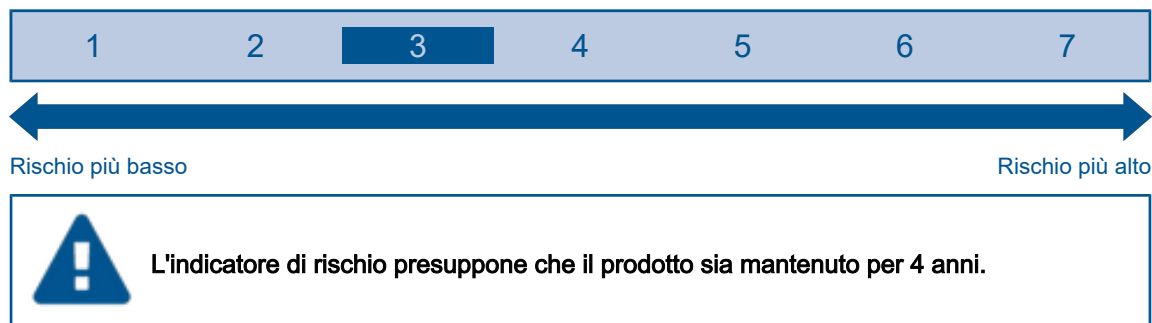 1 2 3 4 5 6 7
Rischio più basso Rischio più alto
L'indicatore di rischio presuppone che il prodotto sia mantenuto per 4 anni.